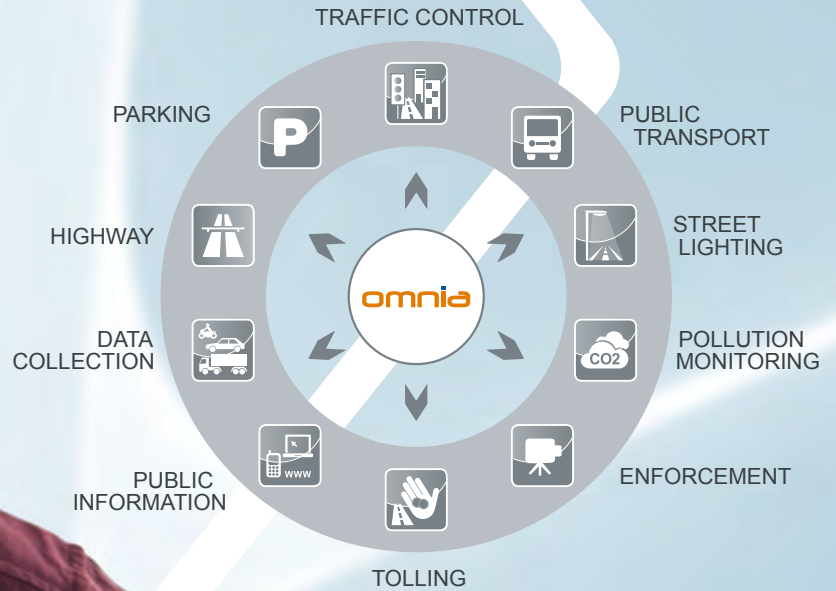 TRAFFIC CONTROL
PARKING
P
PUBLIC
TRANSPORT
HIGHWAY
STREET
LIGHTING
omnia
DATA
COLLECTION
CO2
POLLUTION
MONITORING
www
PUBLIC
INFORMATION
ENFORCEMENT
TOLLING